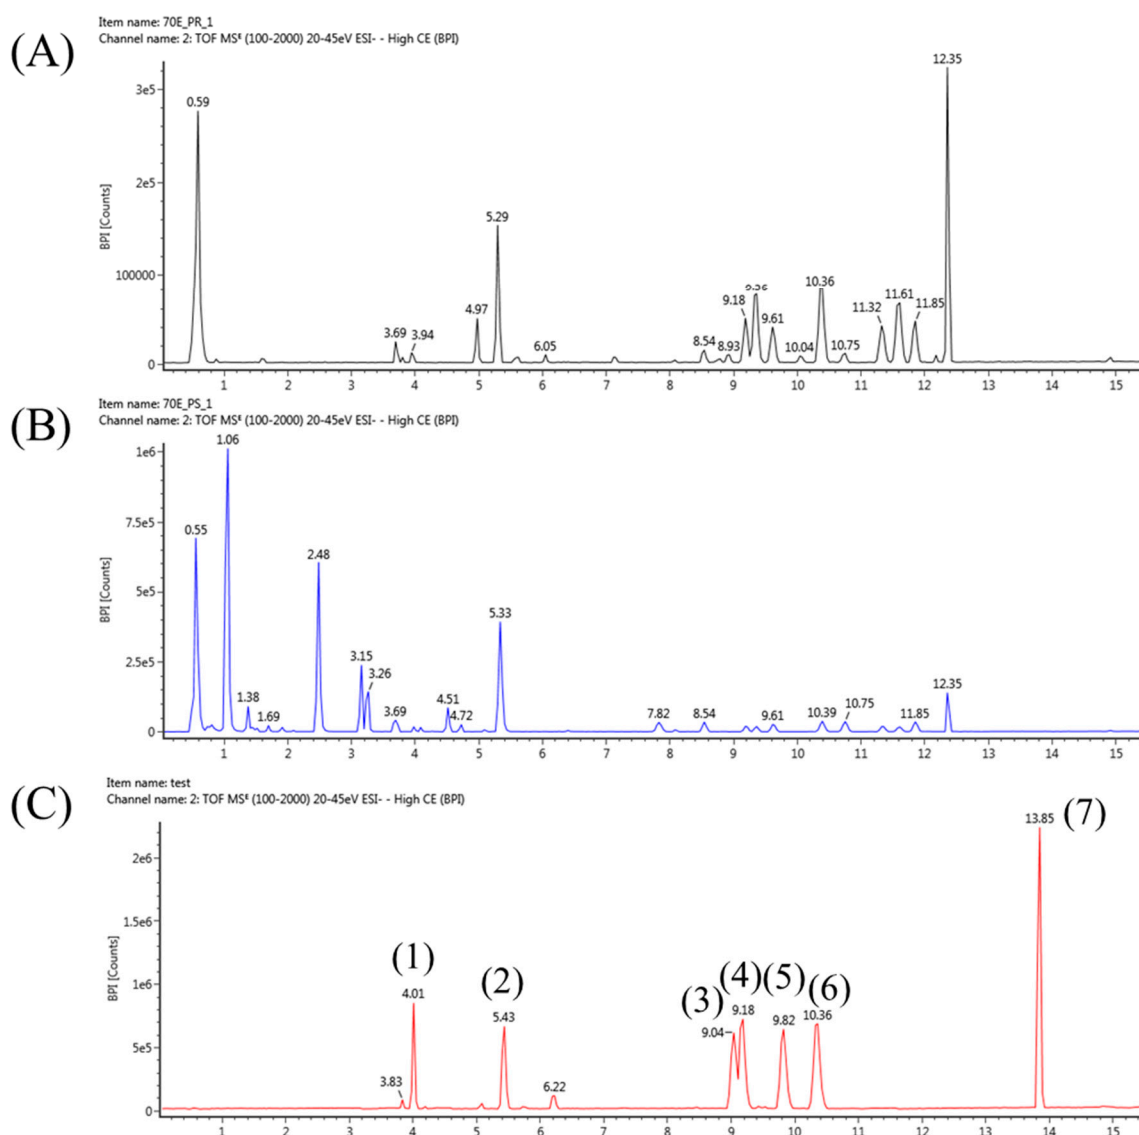 (A)
Item name: 70E_PR_1
Channel name: 2: TOF MSᴱ (100-2000) 20-45eV ESI- - High CE (BPI)
BPI [Counts]
3e5
2e5
100000
0
0.59
3.69
3.94
4.97
5.29
6.05
8.54
8.93
9.18
9.61
10.04
10.36
10.75
11.32
11.61
11.85
12.35
1 2 3 4 5 6 7 8 9 10 11 12 13 14 15
(B)
Item name: 70E_PS_1
Channel name: 2: TOF MSᴱ (100-2000) 20-45eV ESI- - High CE (BPI)
BPI [Counts]
1e6
7.5e5
5e5
2.5e5
0
0.55
1.06
1.38
1.69
2.48
3.15
3.26
3.69
4.51
4.72
5.33
7.82
8.54
9.61
10.39
10.75
11.85
12.35
1 2 3 4 5 6 7 8 9 10 11 12 13 14 15
(C)
Item name: test
Channel name: 2: TOF MSᴱ (100-2000) 20-45eV ESI- - High CE (BPI)
BPI [Counts]
2e6
1.5e6
1e6
5e5
0
3.83
(1)
4.01
(2)
5.43
6.22
(3)
9.04
(4)
9.18
(5)
9.82
(6)
10.36
13.85
(7)
1 2 3 4 5 6 7 8 9 10 11 12 13 14 15